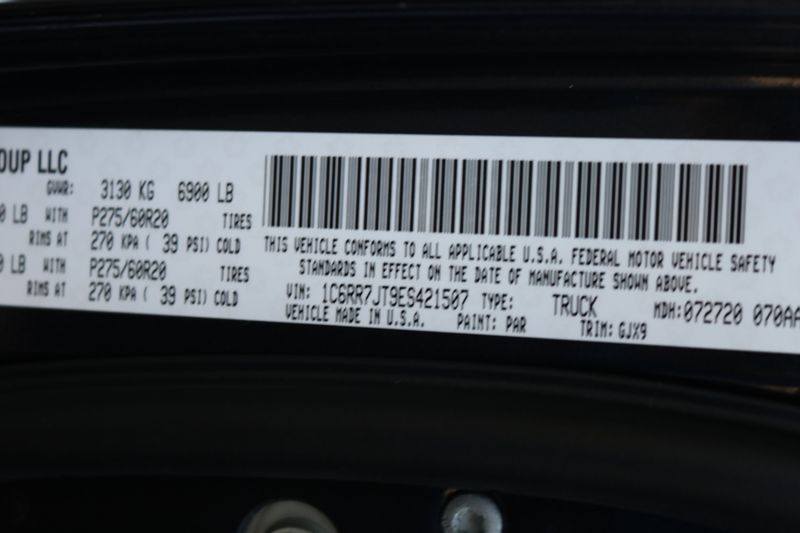 OUP LLC
GVWR: 3130 KG 6900 LB
0 LB WITH P275/60R20 TIRES
RIMS AT 270 KPA ( 39 PSI) COLD
0 LB WITH P275/60R20 TIRES
RIMS AT 270 KPA ( 39 PSI) COLD
THIS VEHICLE CONFORMS TO ALL APPLICABLE U.S.A. FEDERAL MOTOR VEHICLE SAFETY
STANDARDS IN EFFECT ON THE DATE OF MANUFACTURE SHOWN ABOVE.
VIN: 1C6RR7JT9ES421507 TYPE: TRUCK MDH: 072720 070AA
VEHICLE MADE IN U.S.A. PAINT: PAR TRIM: GJX9